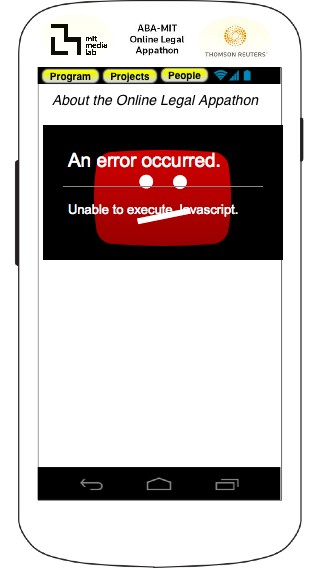 mit
media
lab
ABA-MIT
Online Legal
Appathon
THOMSON REUTERS
Program Projects People
About the Online Legal Appathon
An error occurred.
Unable to execute Javascript.